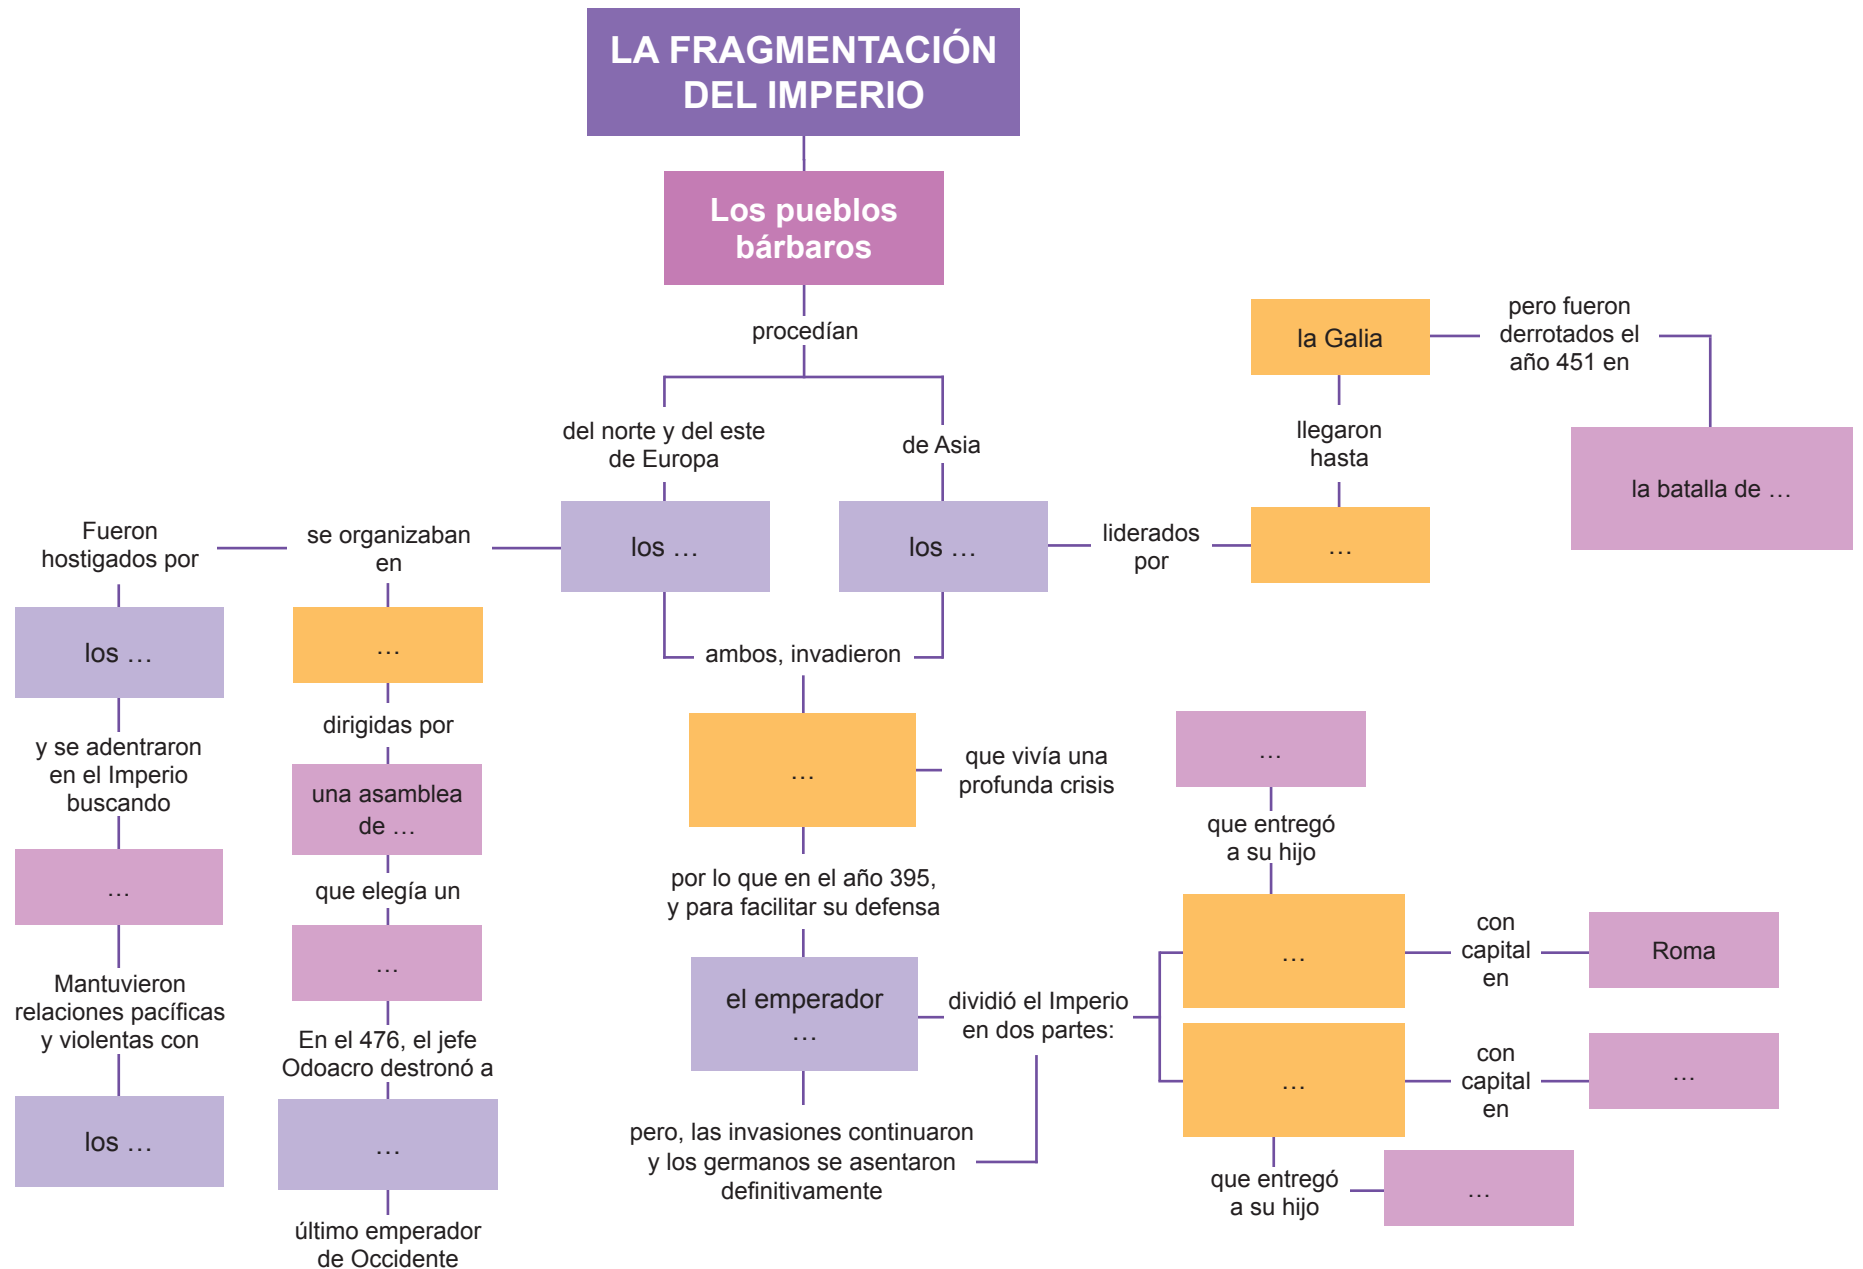 LA FRAGMENTACIÓN
DEL IMPERIO
Los pueblos
bárbaros
procedían
del norte y del este
de Europa
de Asia
los …
los …
liderados
por
…
llegaron
hasta
la Galia
pero fueron
derrotados el
año 451 en
la batalla de …
se organizaban
en
…
dirigidas por
una asamblea
de …
que elegía un
…
En el 476, el jefe
Odoacro destronó a
…
último emperador
de Occidente
Fueron
hostigados por
los …
y se adentraron
en el Imperio
buscando
…
Mantuvieron
relaciones pacíficas
y violentas con
los …
ambos, invadieron
…
que vivía una
profunda crisis
por lo que en el año 395,
y para facilitar su defensa
el emperador
…
dividió el Imperio
en dos partes:
pero, las invasiones continuaron
y los germanos se asentaron
definitivamente
…
que entregó
a su hijo
…
con
capital
en
Roma
…
con
capital
en
…
que entregó
a su hijo
…